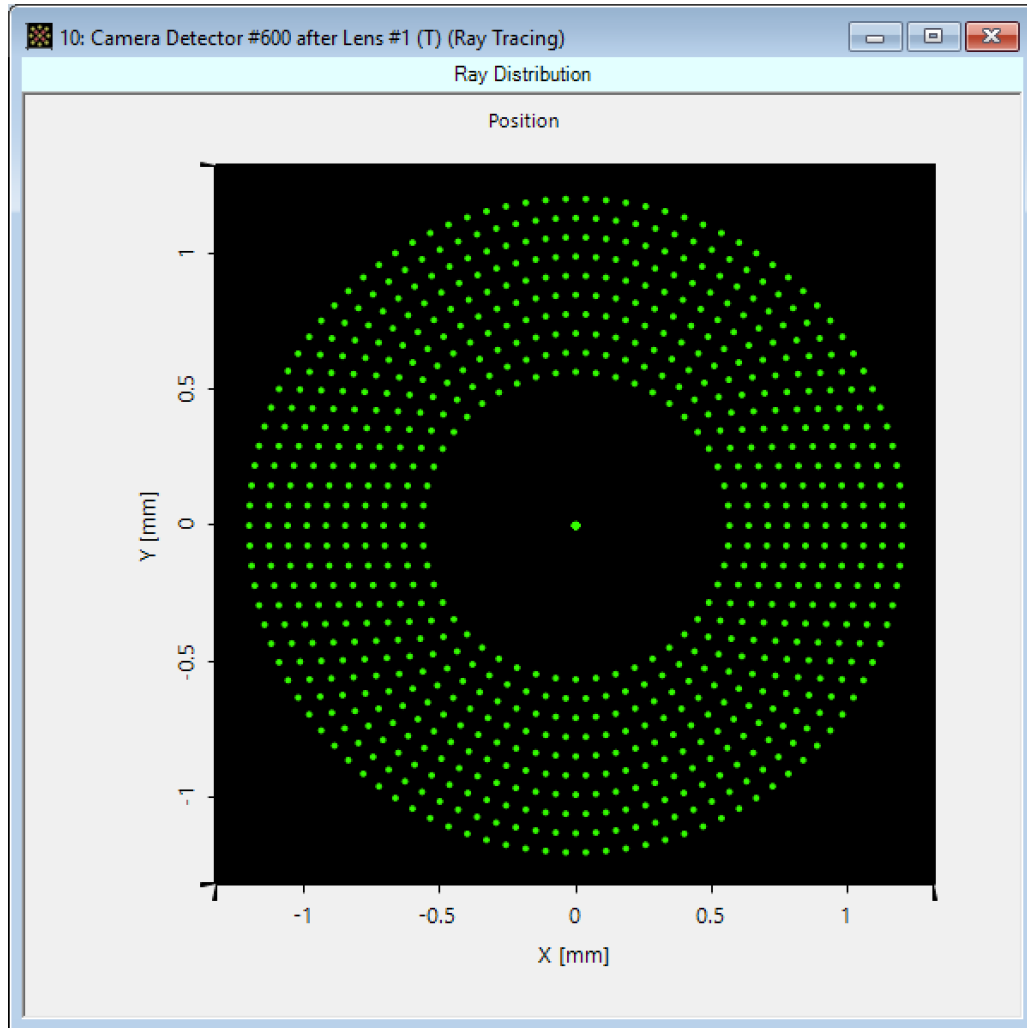 10: Camera Detector #600 after Lens #1 (T) (Ray Tracing)
Ray Distribution
Position
1
0.5
0
-0.5
-1
Y [mm]
-1
-0.5
0
0.5
1
X [mm]